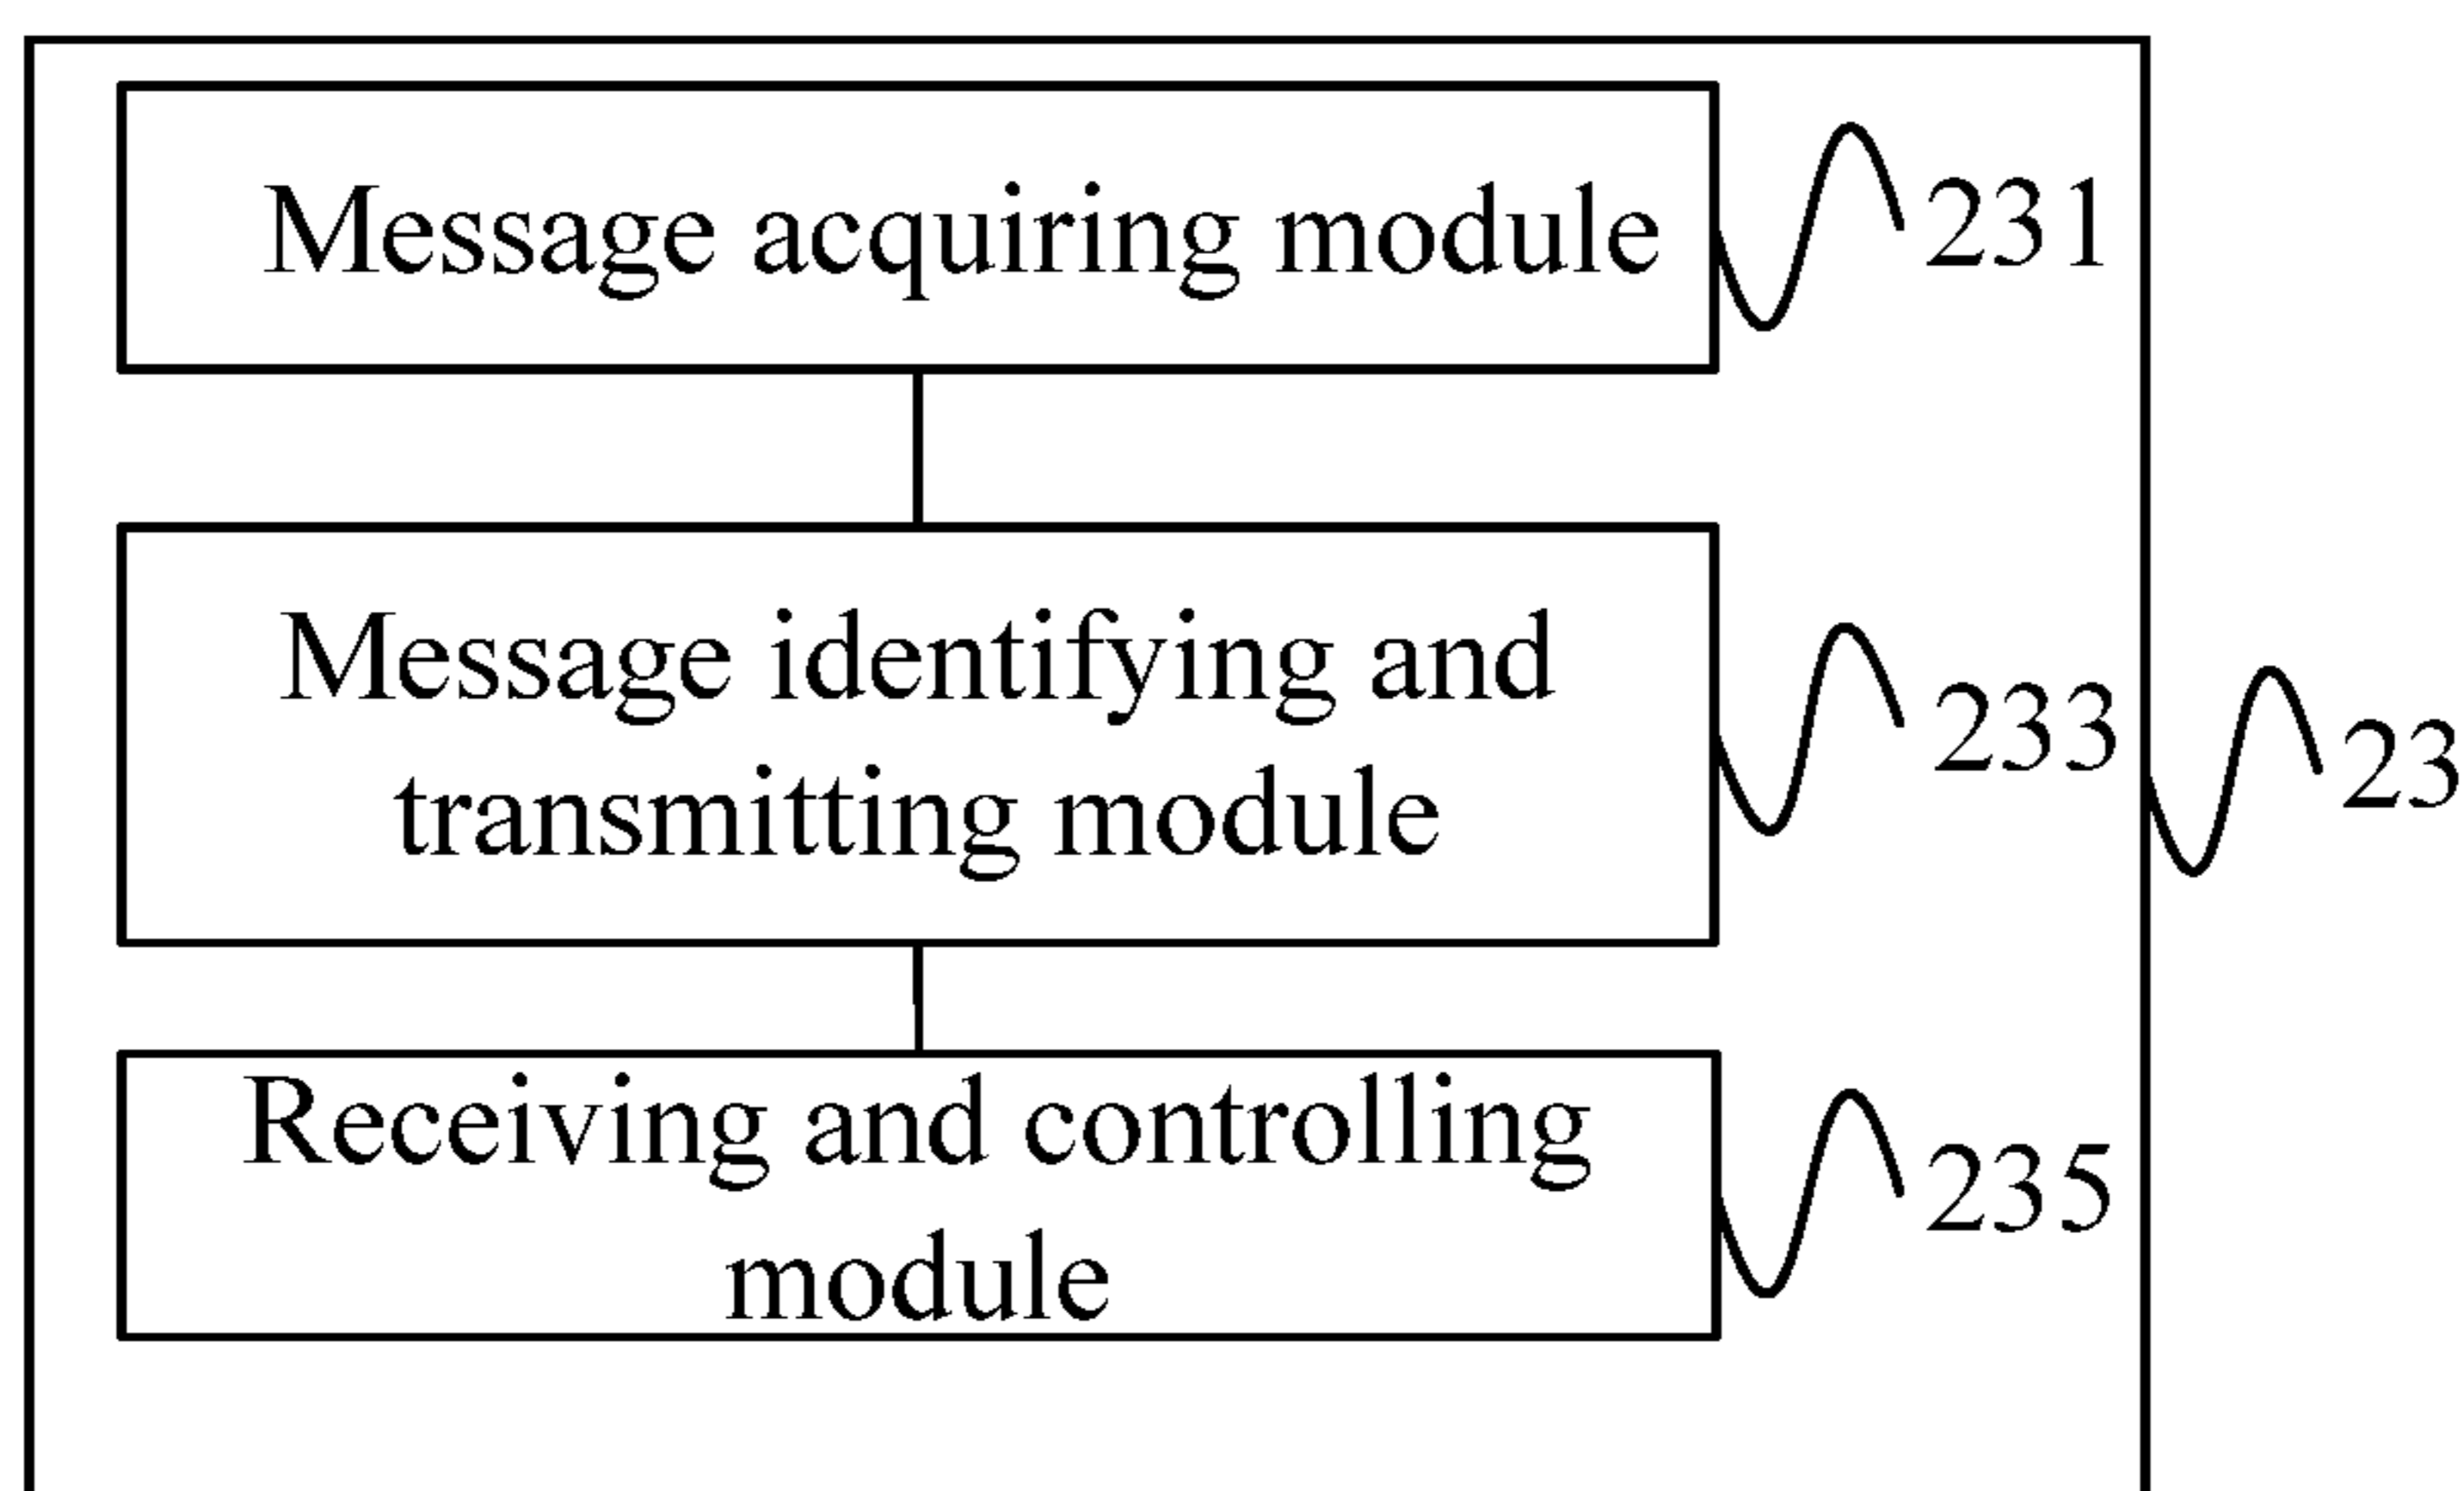 Message acquiring module
231
Message identifying and
transmitting module
233
23
Receiving and controlling
module
235